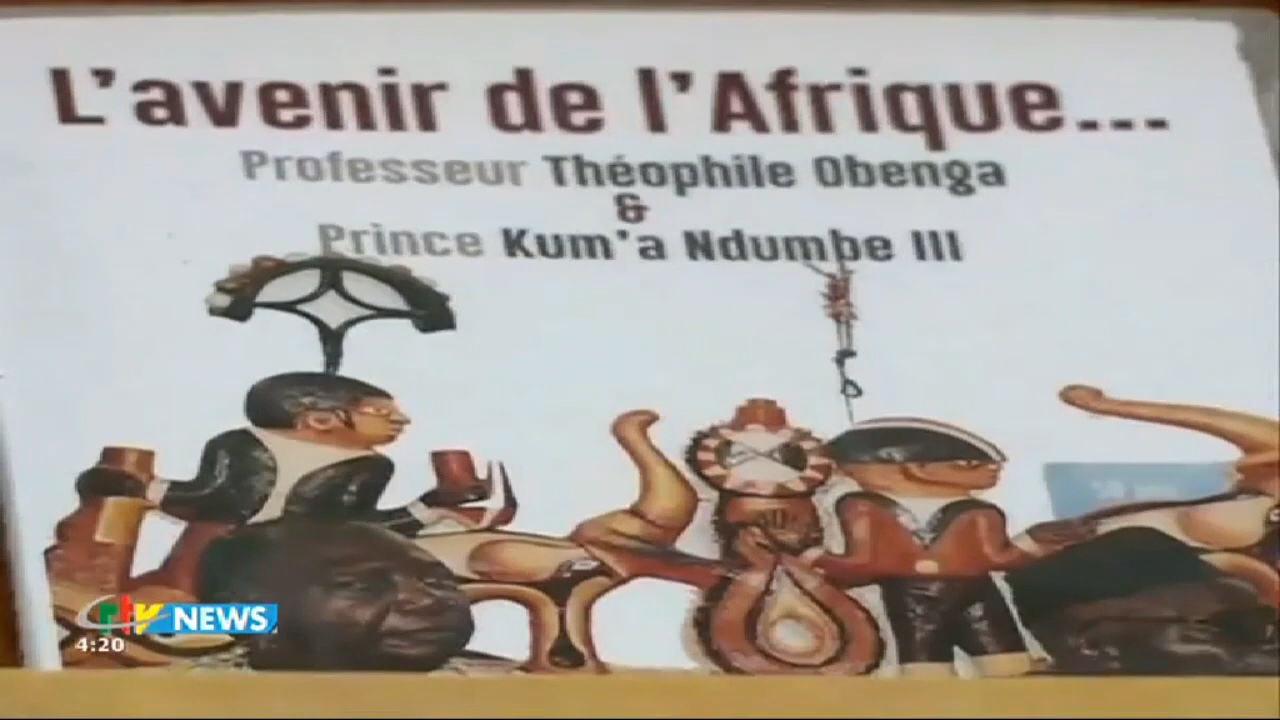 L'avenir de l'Afrique...
Professeur Théophile Obenga
&
Prince Kum'a Ndumbe III
NEWS
4:20